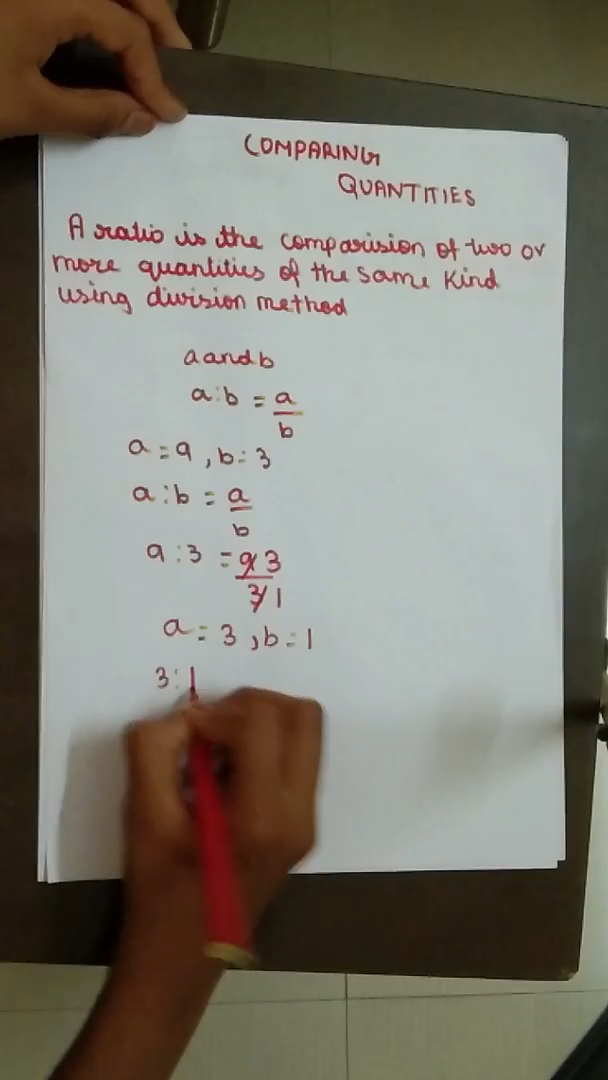 COMPARING
QUANTITIES
A ratio is the comparision of two or
more quantities of the same kind
using division method
a and b
a:b = a/b
a = 9, b = 3
a:b = a/b
9:3 = 9 3/3 1
a = 3, b = 1
3:1